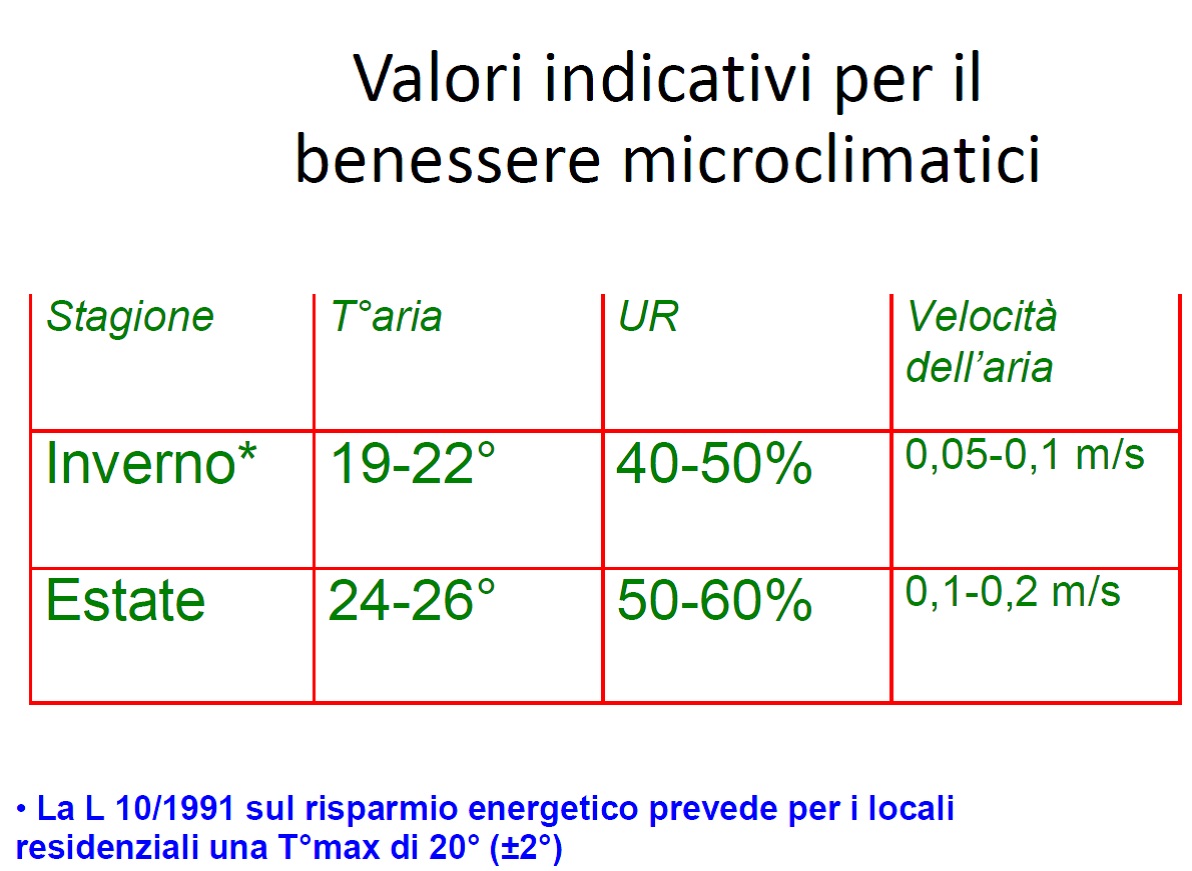 Valori indicativi per il
benessere microclimatici
Stagione T°aria UR Velocità
dell’aria
Inverno* 19-22° 40-50% 0,05-0,1 m/s
Estate 24-26° 50-60% 0,1-0,2 m/s
• La L 10/1991 sul risparmio energetico prevede per i locali
residenziali una T°max di 20° (±2°)